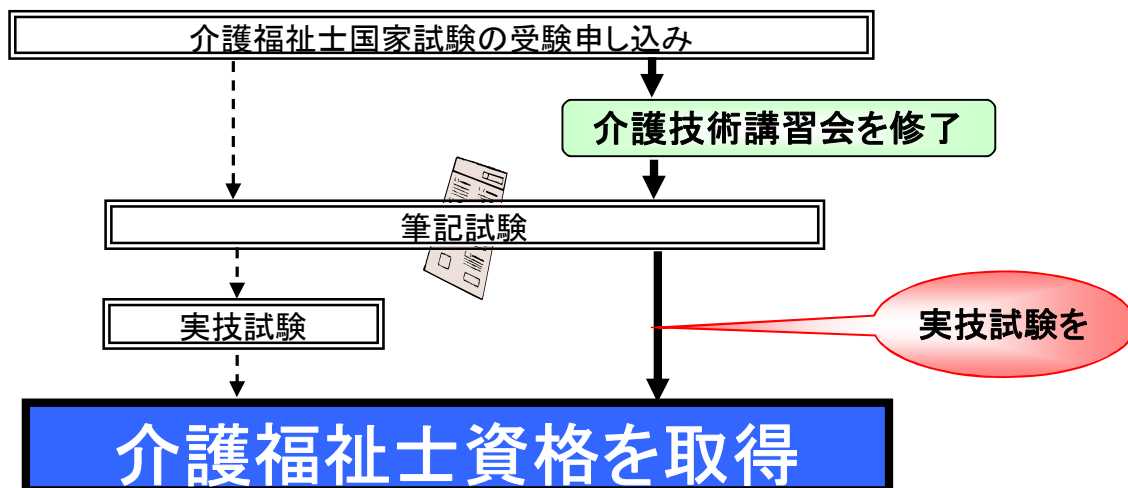 介護福祉士国家試験の受験申し込み
介護技術講習会を修了
筆記試験
実技試験
実技試験を
介護福祉士資格を取得